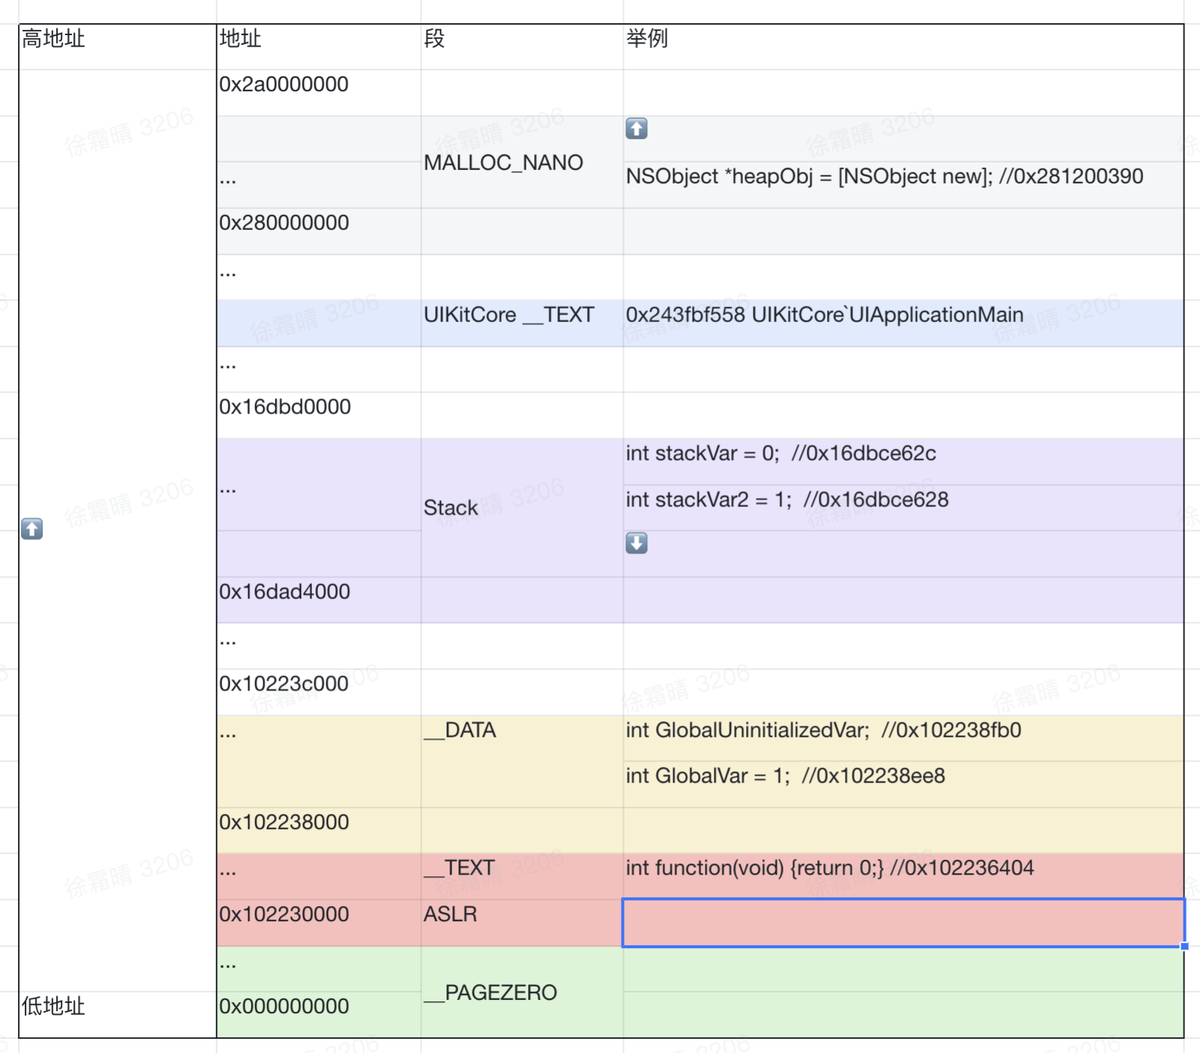 高地址 地址 段 举例
0x2a0000000
⬆️
MALLOC_NANO
... NSObject *heapObj = [NSObject new]; //0x281200390
0x280000000
...
UIKitCore __TEXT 0x243fbf558 UIKitCore`UIApplicationMain
...
0x16dbd0000
int stackVar = 0;  //0x16dbce62c
... int stackVar2 = 1;  //0x16dbce628
Stack
⬆️ ⬇️
0x16dad4000
...
0x10223c000
... __DATA int GlobalUninitializedVar;  //0x102238fb0
int GlobalVar = 1;  //0x102238ee8
0x102238000
... __TEXT int function(void) {return 0;} //0x102236404
0x102230000 ASLR
...
__PAGEZERO
低地址 0x000000000
徐霜晴 3206